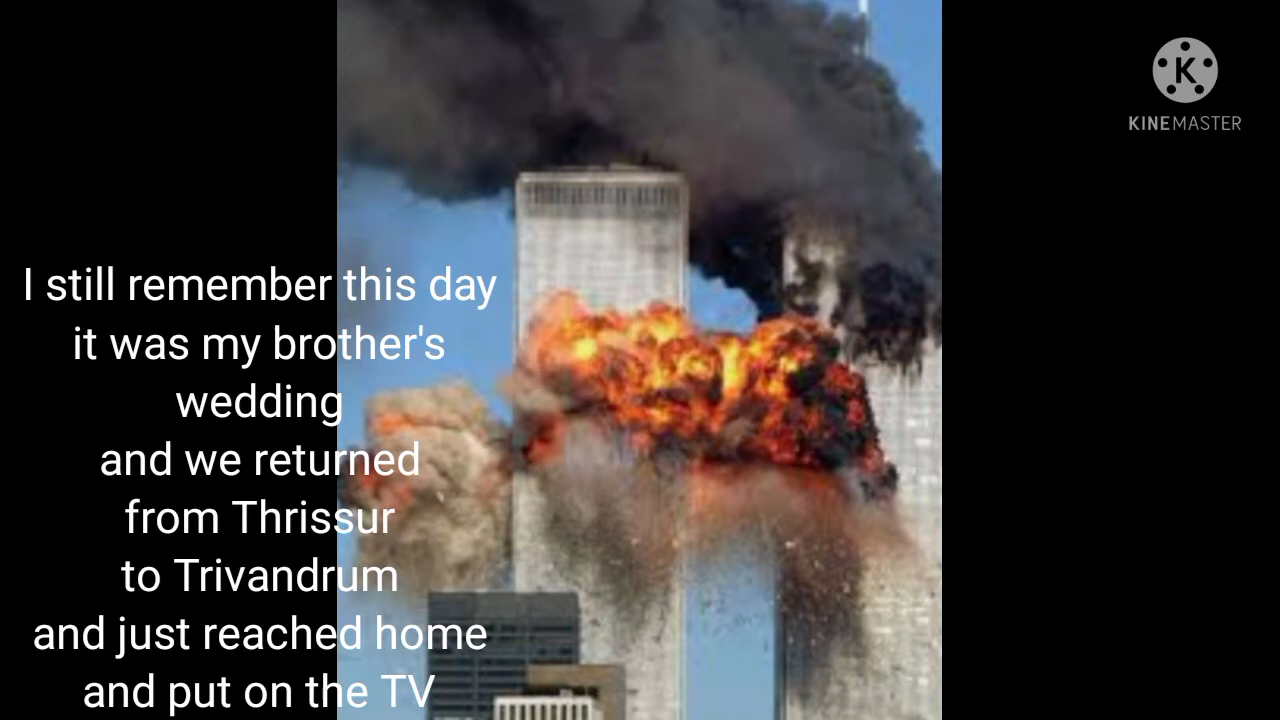 I still remember this day
it was my brother's
wedding
and we returned
from Thrissur
to Trivandrum
and just reached home
and put on the TV
K
KINEMASTER